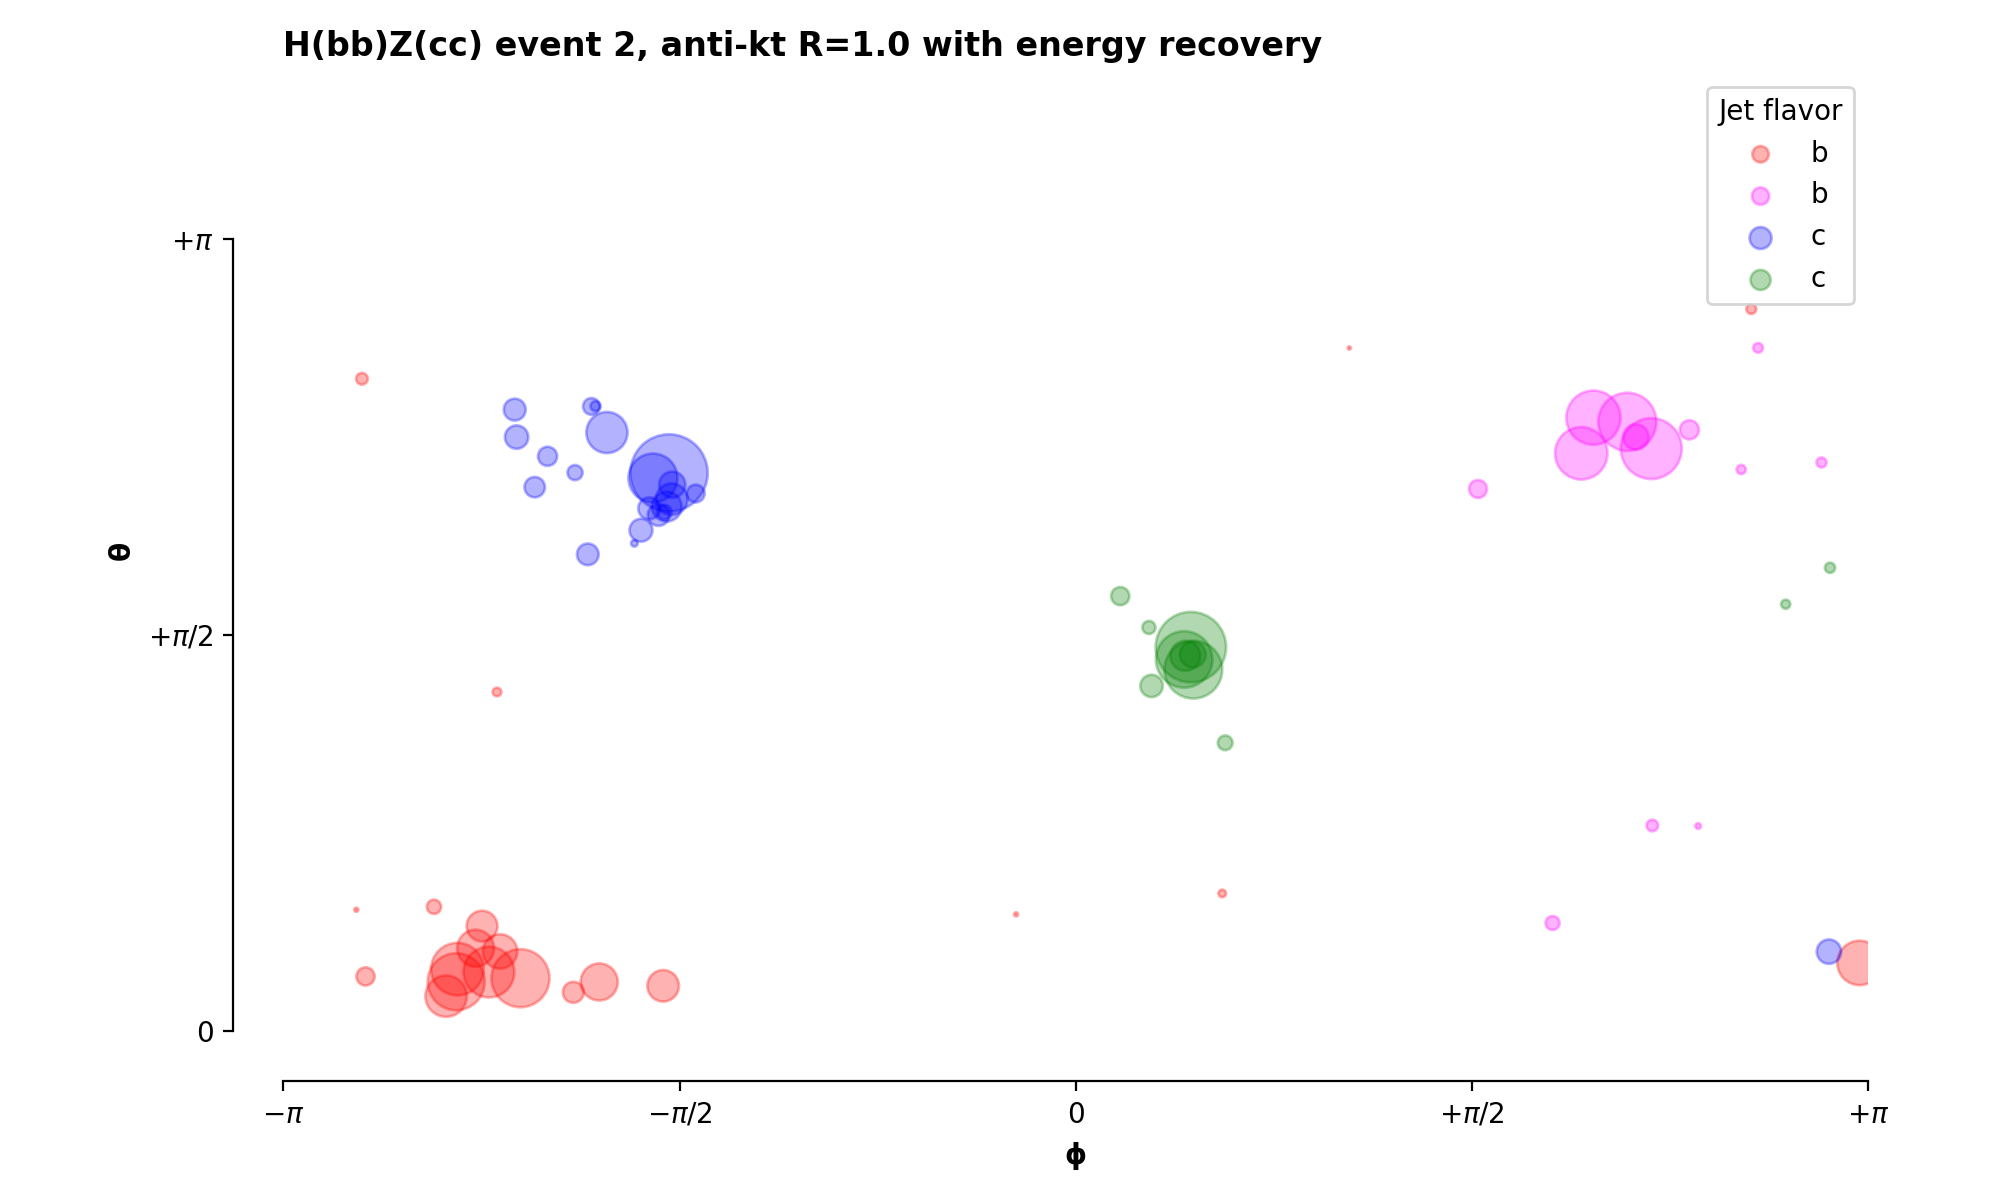 H(bb)Z(cc) event 2, anti-kt R=1.0 with energy recovery
Jet flavor
b
b
c
c
+π
+π/2
0
θ
−π
−π/2
0
+π/2
+π
ϕ